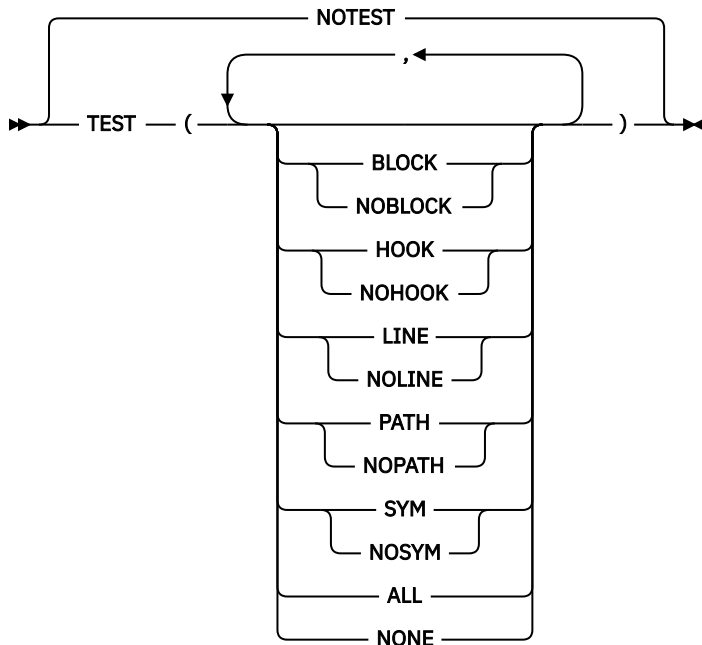 NOTEST
,
TEST ( )
BLOCK
NOBLOCK
HOOK
NOHOOK
LINE
NOLINE
PATH
NOPATH
SYM
NOSYM
ALL
NONE